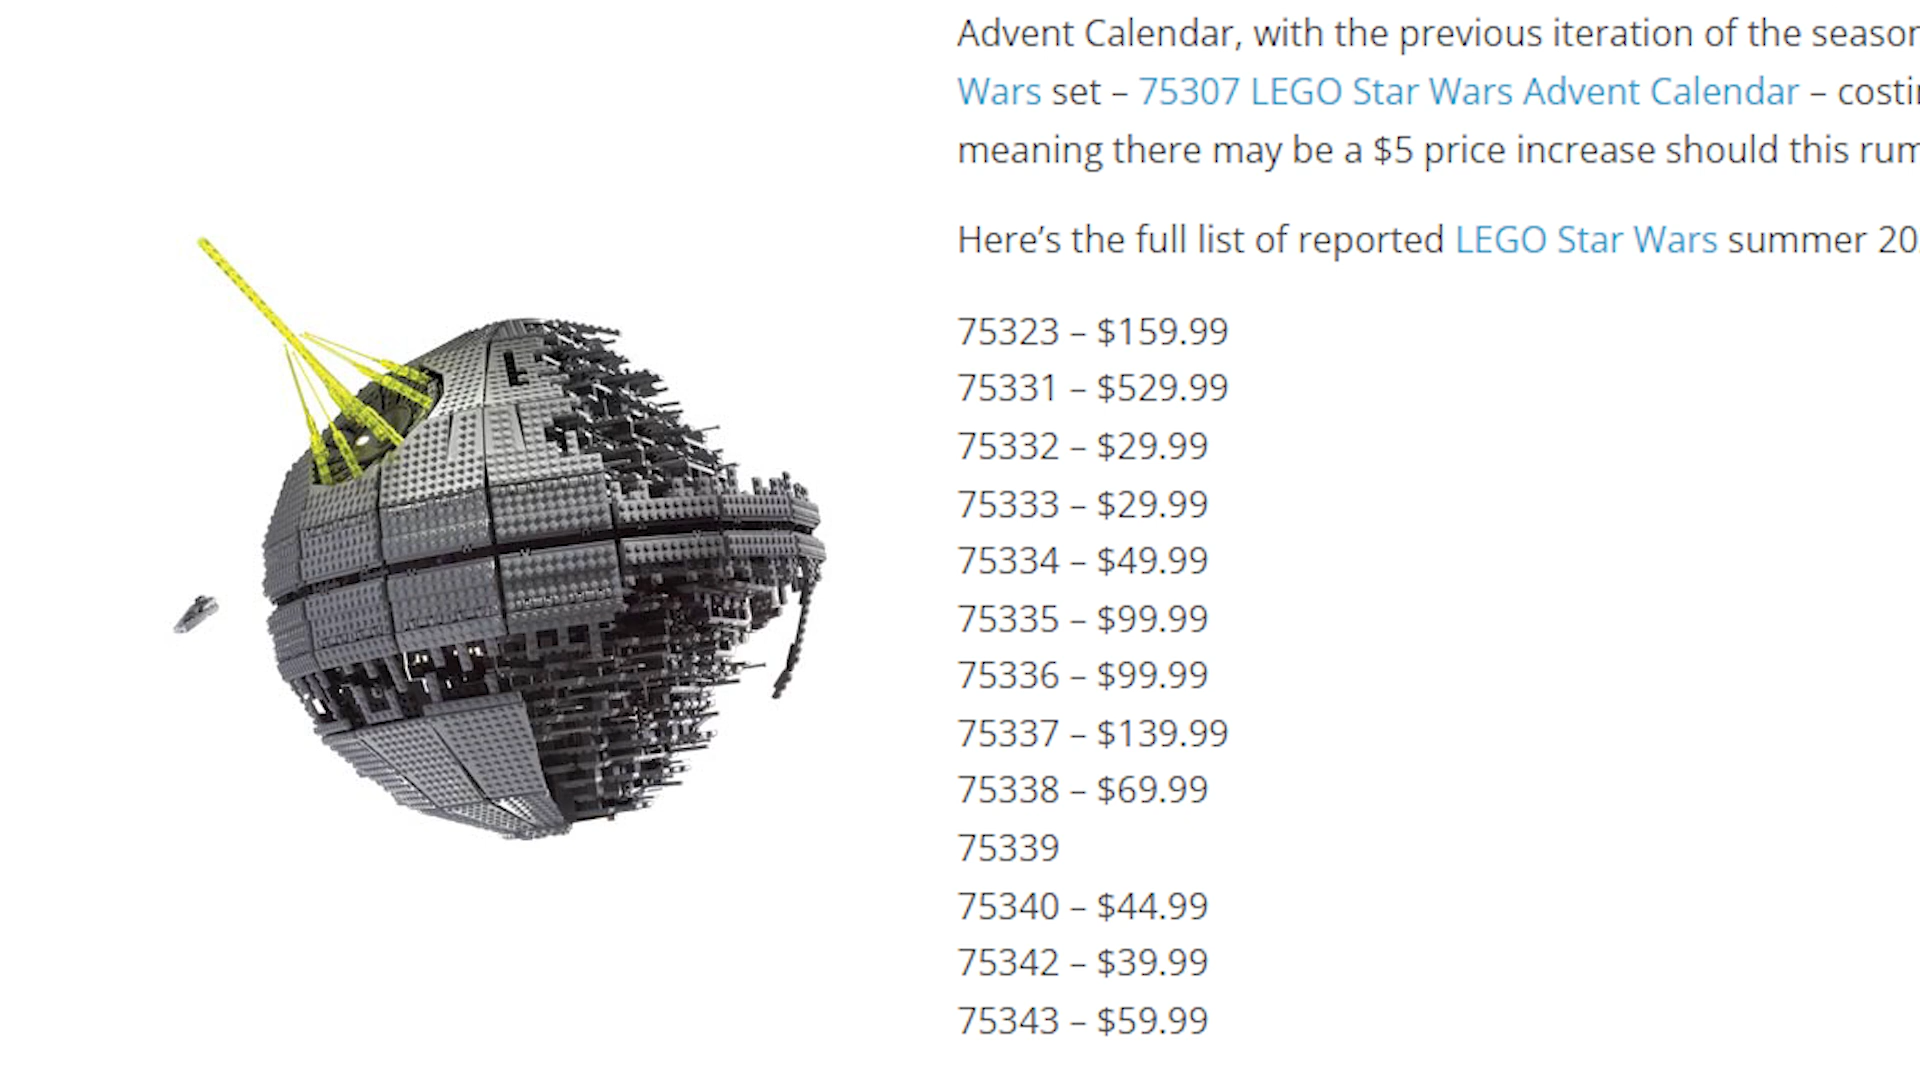 Advent Calendar, with the previous iteration of the
Wars set – 75307 LEGO Star Wars Advent Calendar –
meaning there may be a $5 price increase should this
Here’s the full list of reported LEGO Star Wars summer 20
75323 – $159.99
75331 – $529.99
75332 – $29.99
75333 – $29.99
75334 – $49.99
75335 – $99.99
75336 – $99.99
75337 – $139.99
75338 – $69.99
75339
75340 – $44.99
75342 – $39.99
75343 – $59.99